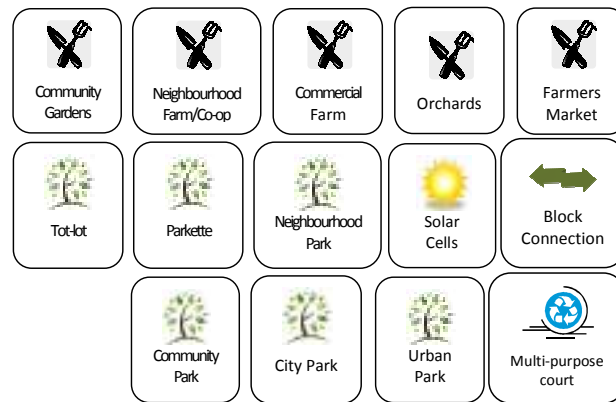 Community
Gardens
Neighbourhood
Farm/Co-op
Commercial
Farm
Orchards
Farmers
Market
Tot-lot
Parkette
Neighbourhood
Park
Solar
Cells
Block
Connection
Community
Park
City Park
Urban
Park
Multi-purpose
court